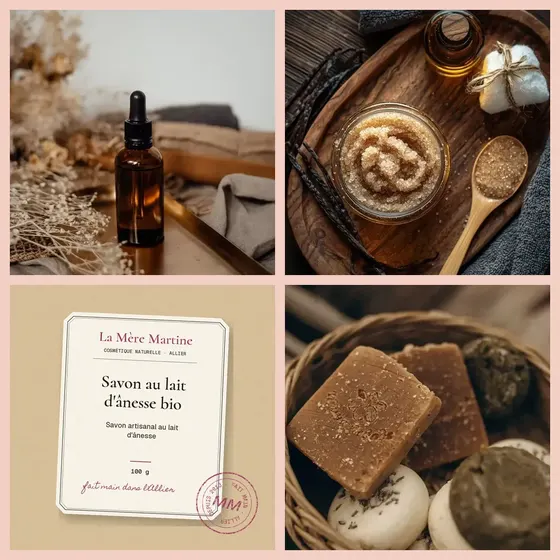 La Mère Martine
COSMÉTIQUE NATURELLE · ALLIER
Savon au lait
d'ânesse bio
Savon artisanal au lait
d'ânesse
100 g
fait main dans l'Allier
MM